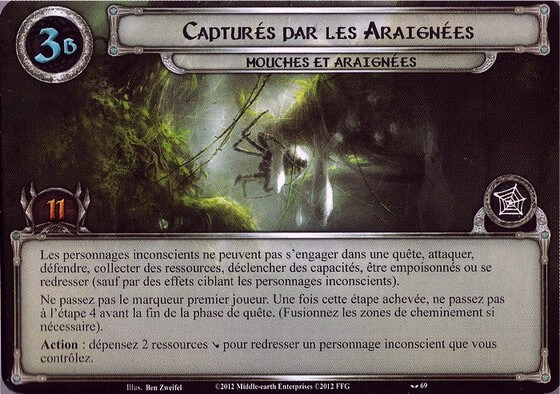 3B
CAPTURÉS PAR LES ARAIGNÉES
MOUCHES ET ARAIGNÉES
11
Les personnages inconscients ne peuvent pas s'engager dans une quête, attaquer,
défendre, collecter des ressources, déclencher des capacités, être empoisonnés ou se
redresser (sauf par des effets ciblant les personnages inconscients).
Ne passez pas le marqueur premier joueur. Une fois cette étape achevée, ne passez pas
à l'étape 4 avant la fin de la phase de quête. (Fusionnez les zones de cheminement si
nécessaire).
Action : dépensez 2 ressources pour redresser un personnage inconscient que vous
contrôlez.
Illus. Ben Zweifel ©2012 Middle-earth Enterprises ©2012 FFG 69